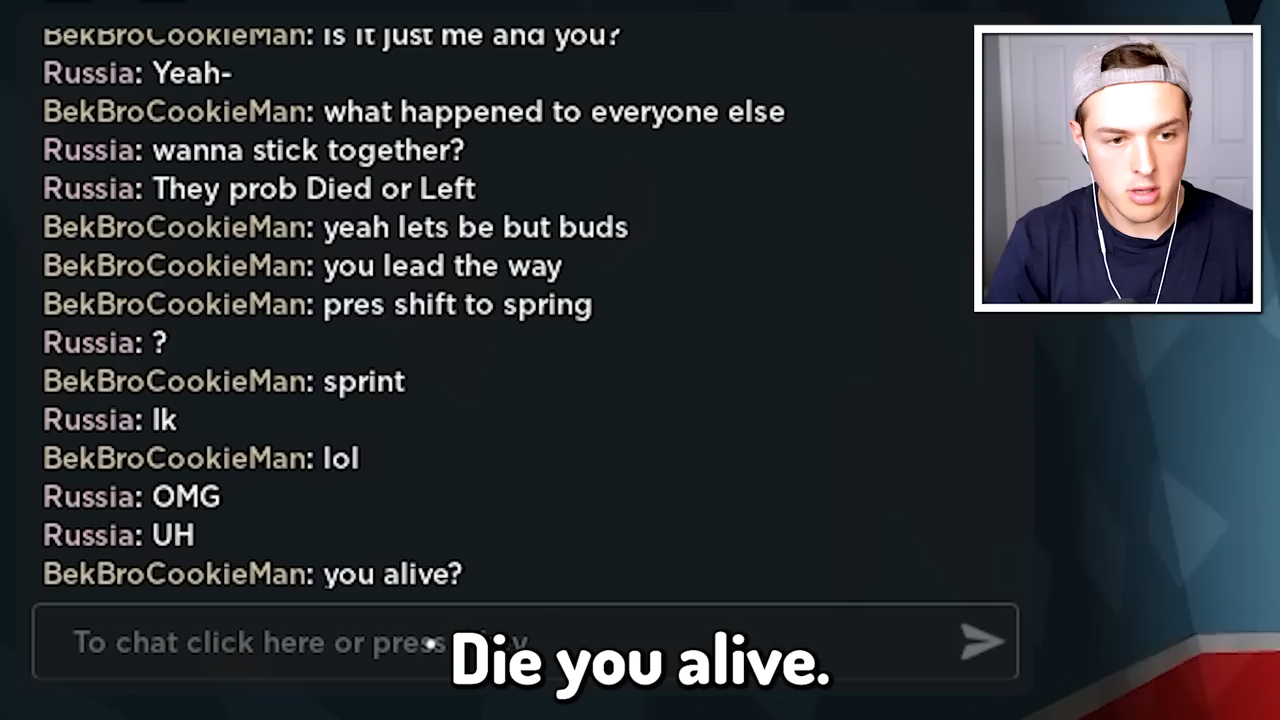 BekBroCookieMan: Is it just me and you?
Russia: Yeah-
BekBroCookieMan: what happened to everyone else
Russia: wanna stick together?
Russia: They prob Died or Left
BekBroCookieMan: yeah lets be but buds
BekBroCookieMan: you lead the way
BekBroCookieMan: pres shift to spring
Russia: ?
BekBroCookieMan: sprint
Russia: Ik
BekBroCookieMan: lol
Russia: OMG
Russia: UH
BekBroCookieMan: you alive?
To chat click here or press
Die you alive.